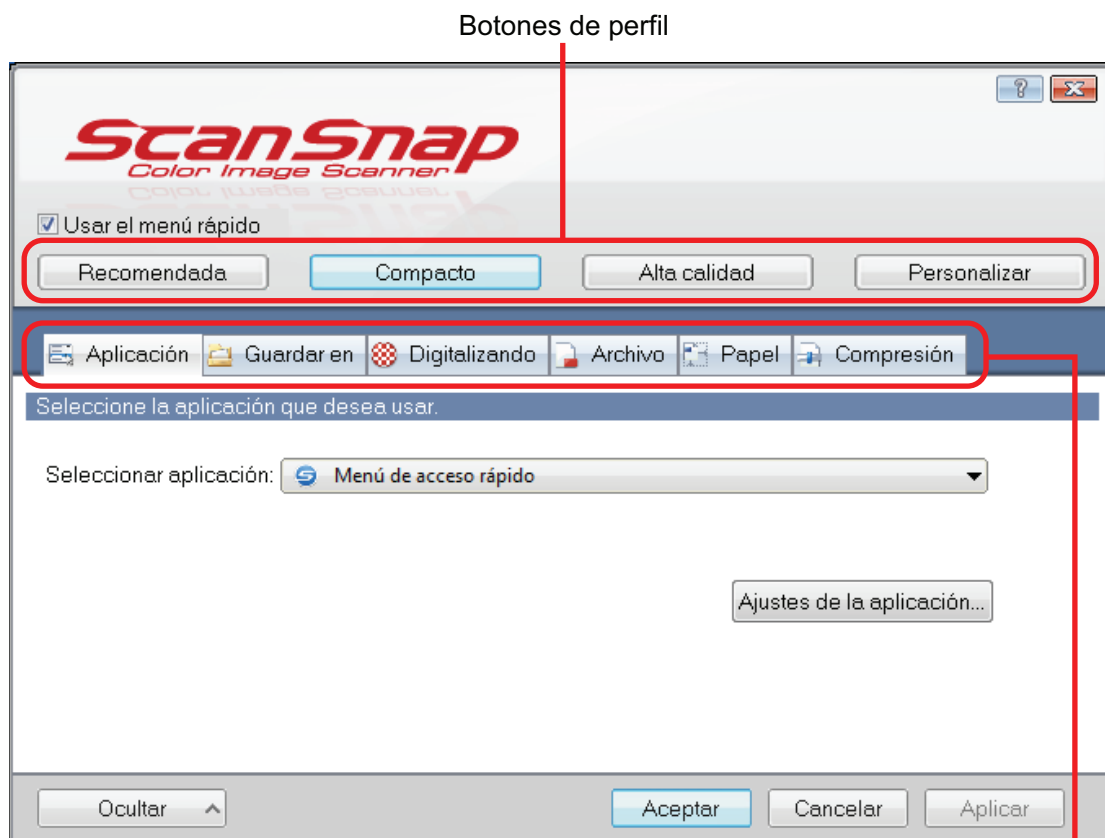 Botones de perfil
ScanSnap
Color Image Scanner
Usar el menú rápido
Recomendada Compacto Alta calidad Personalizar
Aplicación Guardar en Digitalizando Archivo Papel Compresión
Seleccione la aplicación que desea usar.
Seleccionar aplicación: Menú de acceso rápido
Ajustes de la aplicación...
Ocultar Aceptar Cancelar Aplicar